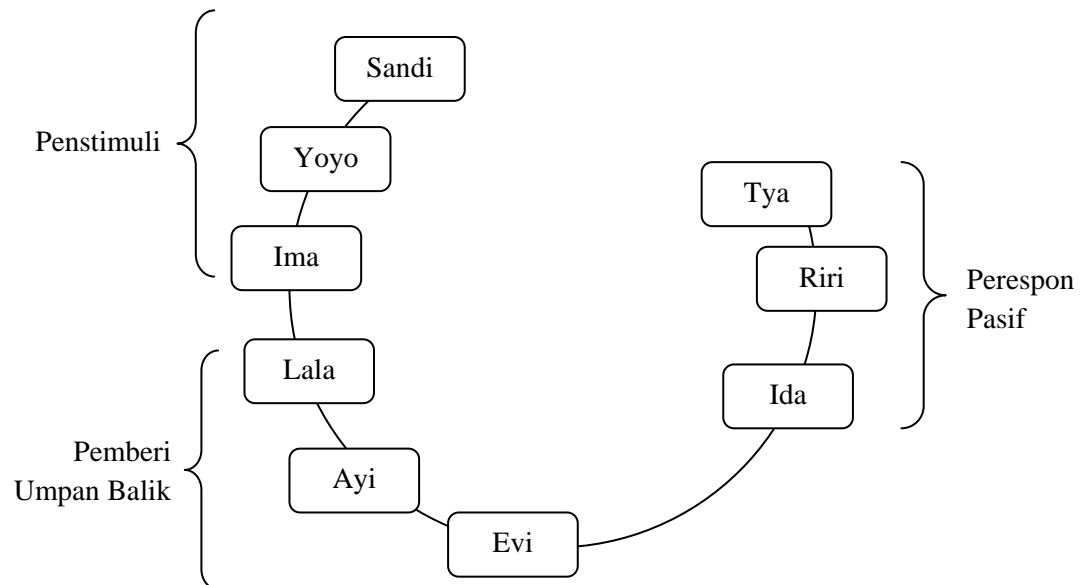 Sandi
Penstimuli
Yoyo
Ima
Lala
Pemberi
Umpan Balik
Ayi
Evi
Tya
Riri
Perespon
Pasif
Ida